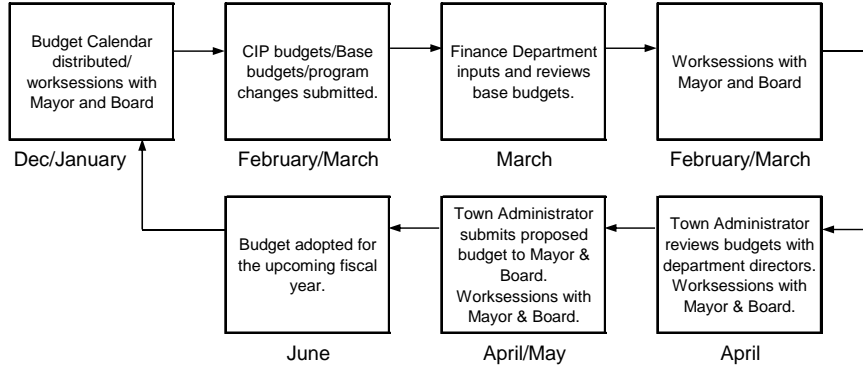 Budget Calendar
distributed/
worksessions with
Mayor and Board
Dec/January
CIP budgets/Base
budgets/program
changes submitted.
February/March
Finance Department
inputs and reviews
base budgets.
March
Worksessions with
Mayor and Board
February/March
Town Administrator
reviews budgets with
department directors.
Worksessions with
Mayor & Board.
April
Town Administrator
submits proposed
budget to Mayor &
Board.
Worksessions with
Mayor & Board.
April/May
Budget adopted for
the upcoming fiscal
year.
June